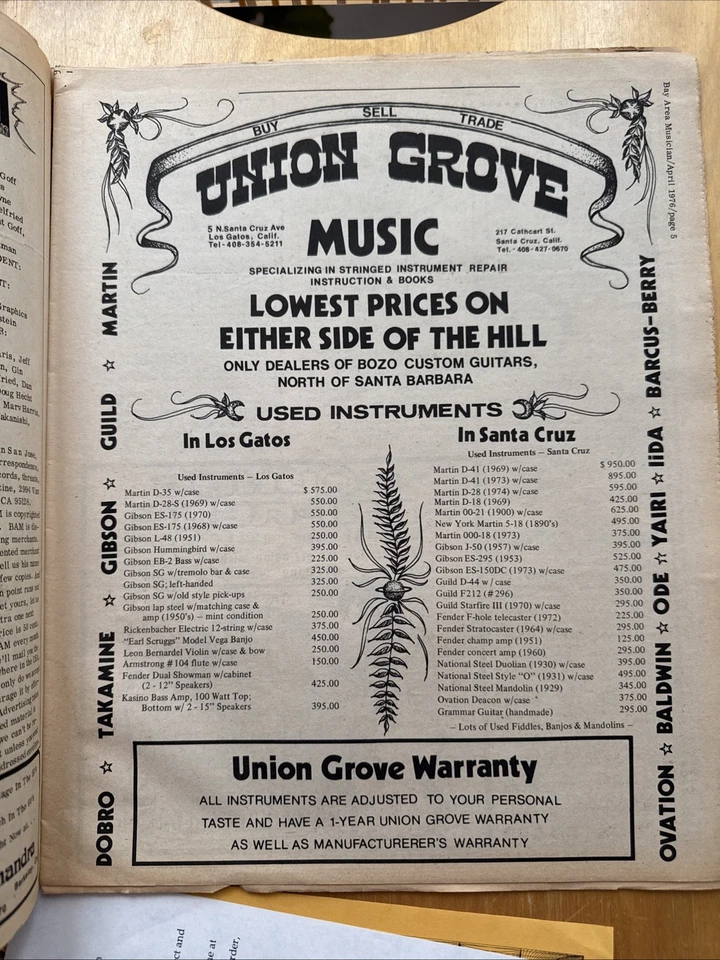 Bay Area Musician/April 1976/page 5
BUY SELL TRADE
UNION GROVE
MUSIC
5 N.Santa Cruz Ave
Los Gatos, Calif.
Tel-408-354-5211
217 Cathcart St.
Santa Cruz, Calif.
Tel. - 408-427-0670
SPECIALIZING IN STRINGED INSTRUMENT REPAIR
INSTRUCTION & BOOKS
LOWEST PRICES ON
EITHER SIDE OF THE HILL
ONLY DEALERS OF BOZO CUSTOM GUITARS,
NORTH OF SANTA BARBARA
USED INSTRUMENTS
DOBRO ☆ TAKAMINE ☆ GIBSON ☆ GUILD ☆ MARTIN
In Los Gatos
Used Instruments — Los Gatos
Martin D-35 w/case $ 575.00
Martin D-28-S (1969) w/case 550.00
Gibson ES-175 (1970) 550.00
Gibson ES-175 (1968) w/case 550.00
Gibson L-48 (1951) 250.00
Gibson Hummingbird w/case 395.00
Gibson EB-2 Bass w/case 225.00
Gibson SG w/tremolo bar & case 325.00
Gibson SG; left-handed 325.00
Gibson SG w/old style pick-ups 250.00
Gibson lap steel w/matching case &
amp (1950's) — mint condition 250.00
Rickenbacher Electric 12-string w/case 375.00
"Earl Scruggs" Model Vega Banjo 450.00
Leon Bernardel Violin w/case & bow 250.00
Armstrong #104 flute w/case 150.00
Fender Dual Showman w/cabinet
(2 - 12" Speakers) 425.00
Kasino Bass Amp, 100 Watt Top;
Bottom w/ 2 - 15" Speakers 395.00
In Santa Cruz
Used Instruments — Santa Cruz
Martin D-41 (1969) w/case $ 950.00
Martin D-41 (1973) w/case 895.00
Martin D-28 (1974) w/case 595.00
Martin D-18 (1969) 425.00
Martin 00-21 (1900) w/case 625.00
New York Martin 5-18 (1890's) 495.00
Martin 000-18 (1973) 375.00
Gibson J-50 (1957) w/case 395.00
Gibson ES-295 (1953) 525.00
Gibson ES-150DC (1973) w/case 475.00
Guild D-44 w/ case 350.00
Guild F212 (# 296) 350.00
Guild Starfire III (1970) w/case 295.00
Fender F-hole telecaster (1972) 225.00
Fender Stratocaster (1964) w/case 295.00
Fender champ amp (1951) 125.00
Fender concert amp (1960) 295.00
National Steel Duolian (1930) w/case 395.00
National Steel Style "O" (1931) w/case 495.00
National Steel Mandolin (1929) 345.00
Ovation Deacon w/case 375.00
Grammar Guitar (handmade) 295.00
— Lots of Used Fiddles, Banjos & Mandolins —
OVATION ☆ BALDWIN ☆ ODE ☆ YAIRI ☆ IiDA ☆ BARCUS-BERRY
Union Grove Warranty
ALL INSTRUMENTS ARE ADJUSTED TO YOUR PERSONAL
TASTE AND HAVE A 1-YEAR UNION GROVE WARRANTY
AS WELL AS MANUFACTURERER'S WARRANTY